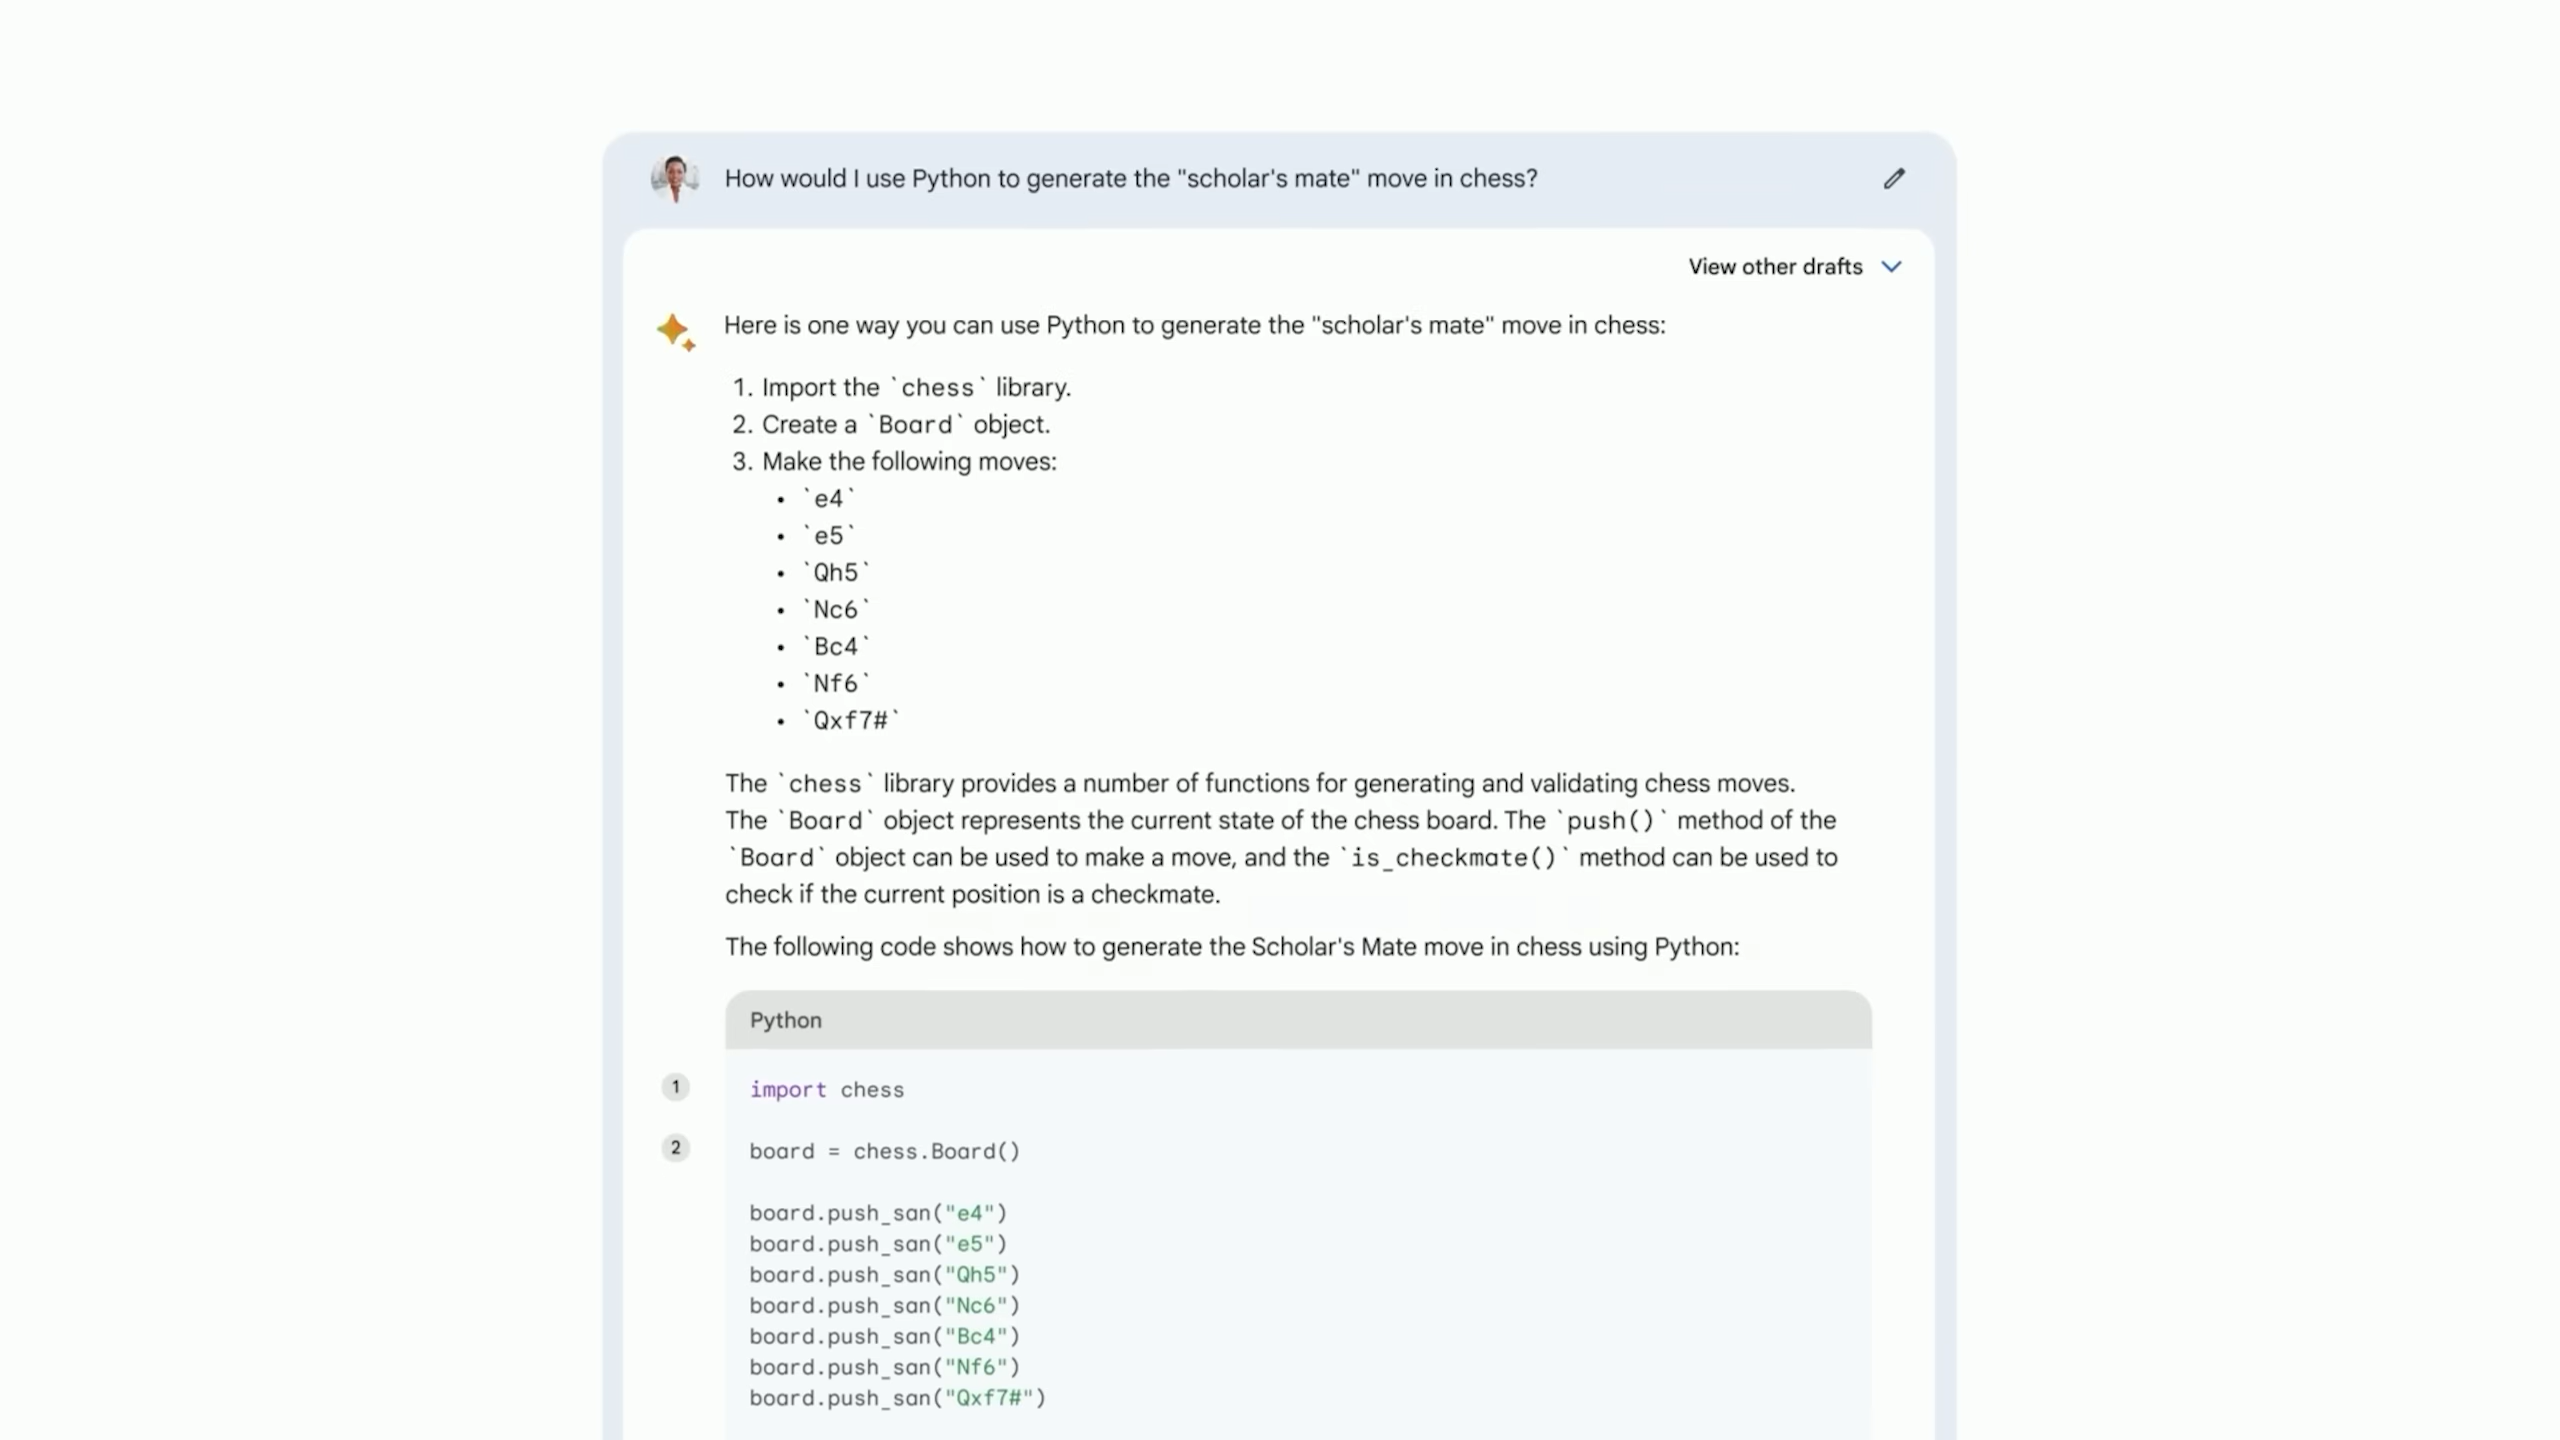 How would I use Python to generate the "scholar's mate" move in chess?
View other drafts
Here is one way you can use Python to generate the "scholar's mate" move in chess:
1. Import the `chess` library.
2. Create a `Board` object.
3. Make the following moves:
• `e4`
• `e5`
• `Qh5`
• `Nc6`
• `Bc4`
• `Nf6`
• `Qxf7#`
The `chess` library provides a number of functions for generating and validating chess moves.
The `Board` object represents the current state of the chess board. The `push()` method of the
`Board` object can be used to make a move, and the `is_checkmate()` method can be used to
check if the current position is a checkmate.
The following code shows how to generate the Scholar's Mate move in chess using Python:
Python
1 import chess
2 board = chess.Board()
board.push_san("e4")
board.push_san("e5")
board.push_san("Qh5")
board.push_san("Nc6")
board.push_san("Bc4")
board.push_san("Nf6")
board.push_san("Qxf7#")